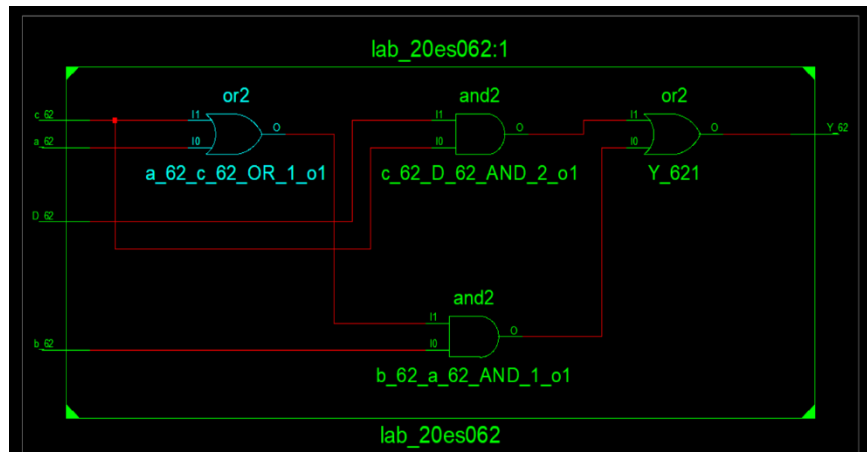 lab_20es062:1
or2
and2
or2
c_62
I1
O
I1
O
I1
O
Y_62
a_62
I0
I0
I0
a_62_c_62_OR_1_o1
c_62_D_62_AND_2_o1
Y_621
D_62
and2
I1
O
b_62
I0
b_62_a_62_AND_1_o1
lab_20es062